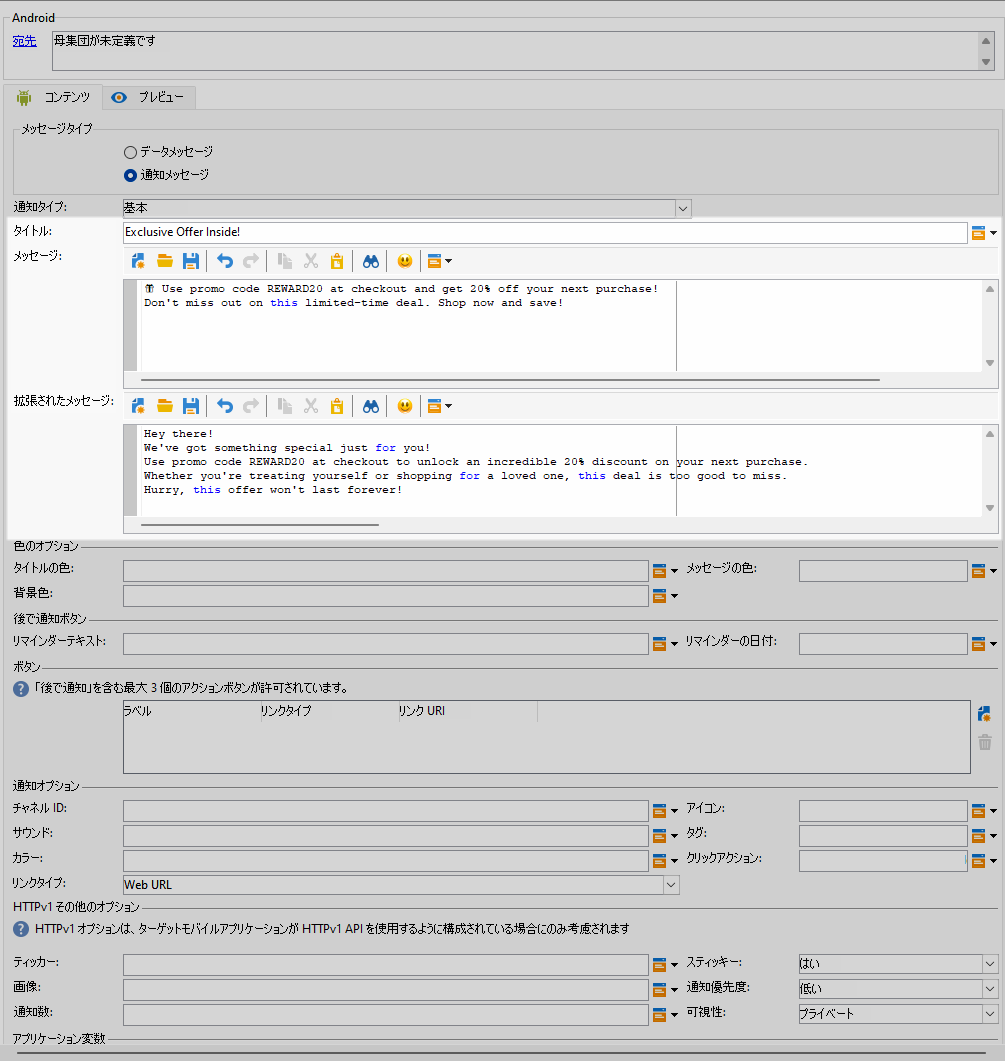 Android
宛先
母集団が未定義です
コンテンツ
プレビュー
メッセージタイプ
データメッセージ
通知メッセージ
通知タイプ:
基本
タイトル:
Exclusive Offer Inside!
メッセージ:
🎁 Use promo code REWARD20 at checkout and get 20% off your next purchase!
Don't miss out on this limited-time deal. Shop now and save!
拡張されたメッセージ:
Hey there!
We've got something special just for you!
Use promo code REWARD20 at checkout to unlock an incredible 20% discount on your next purchase.
Whether you're treating yourself or shopping for a loved one, this deal is too good to miss.
Hurry, this offer won't last forever!
色のオプション
タイトルの色:
メッセージの色:
背景色:
後で通知ボタン
リマインダーテキスト:
リマインダーの日付:
ボタン
「後で通知」を含む最大 3 個のアクションボタンが許可されています。
ラベル
リンクタイプ
リンク URI
通知オプション
チャネル ID:
アイコン:
サウンド:
タグ:
カラー:
クリックアクション:
リンクタイプ:
Web URL
HTTPv1 その他のオプション
HTTPv1 オプションは、ターゲットモバイルアプリケーションが HTTPv1 API を使用するように構成されている場合にのみ考慮されます
ティッカー:
スティッキー:
はい
画像:
通知優先度:
低い
通知数:
可視性:
プライベート
アプリケーション変数